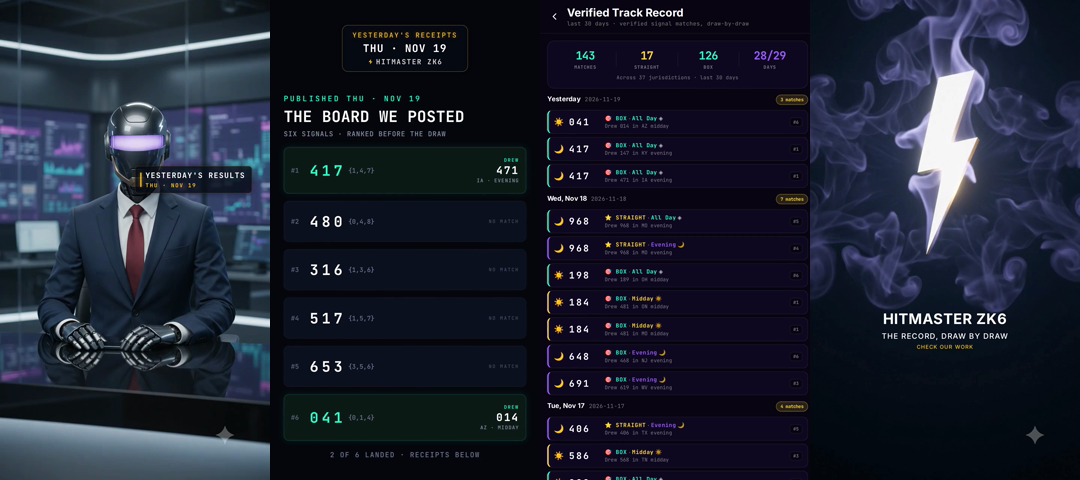 YESTERDAY'S RESULTS
THU · NOV 19
YESTERDAY'S RECEIPTS
THU · NOV 19
HITMASTER ZK6
PUBLISHED THU · NOV 19
THE BOARD WE POSTED
SIX SIGNALS · RANKED BEFORE THE DRAW
#1 417 {1,4,7} DREW
471
IA · EVENING
#2 480 {0,4,8} NO MATCH
#3 316 {1,3,6} NO MATCH
#4 517 {1,5,7} NO MATCH
#5 653 {3,5,6} NO MATCH
#6 041 {0,1,4} DREW
014
AZ · MIDDAY
2 OF 6 LANDED · RECEIPTS BELOW
Verified Track Record
last 30 days · verified signal matches, draw-by-draw
143 17 126 28/29
MATCHES STRAIGHT BOX DAYS
Across 37 jurisdictions · last 30 days
Yesterday 2026-11-19 3 matches
041 BOX · All Day #6
Drew 014 in AZ midday
417 BOX · All Day #1
Drew 147 in KY evening
417 BOX · All Day #1
Drew 471 in IA evening
Wed, Nov 18 2026-11-18 7 matches
968 STRAIGHT · All Day #5
Drew 968 in MO evening
968 STRAIGHT · Evening #4
Drew 968 in MO evening
198 BOX · All Day #6
Drew 189 in OH midday
184 BOX · Midday #1
Drew 481 in ON midday
184 BOX · Midday #1
Drew 481 in MO midday
648 BOX · Evening #6
Drew 468 in NJ evening
691 BOX · Evening #3
Drew 619 in WV evening
Tue, Nov 17 2026-11-17 4 matches
406 STRAIGHT · Evening #5
Drew 406 in TX evening
586 BOX · Midday #3
Drew 568 in TN midday
HITMASTER ZK6
THE RECORD, DRAW BY DRAW
CHECK OUR WORK